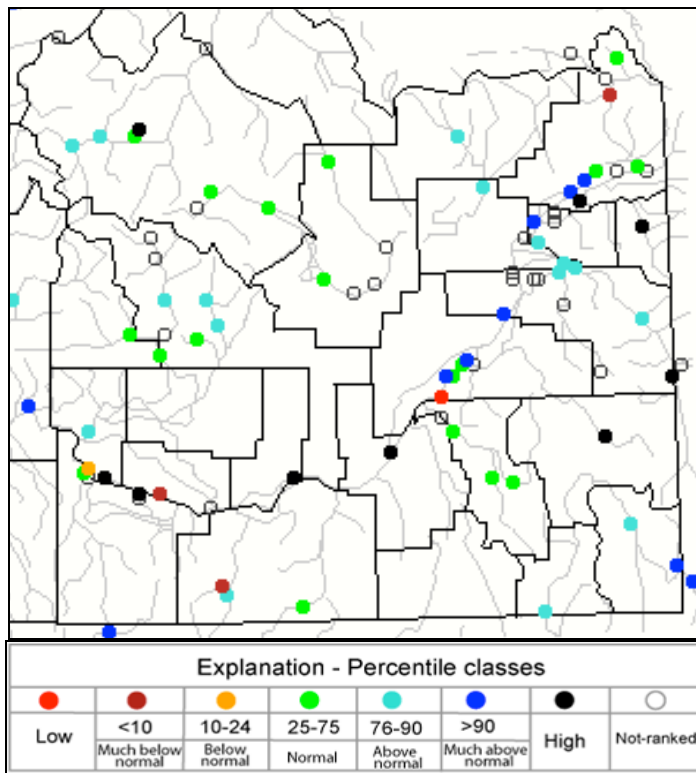 Explanation - Percentile classes
Low
<10
10-24
25-75
76-90
>90
High
Not-ranked
Much below
normal
Below
normal
Normal
Above
normal
Much above
normal